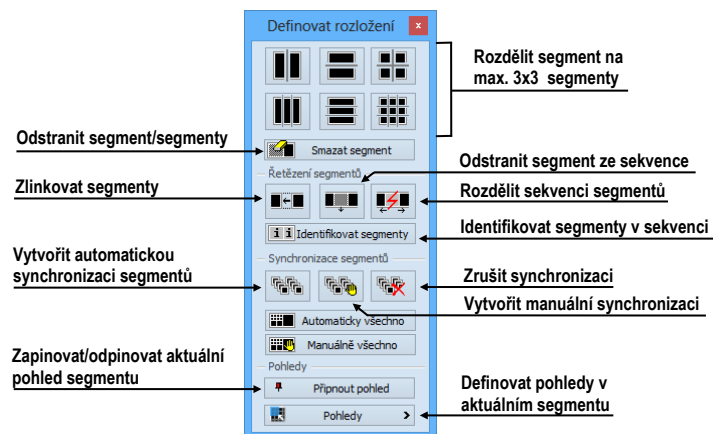 Definovat rozložení
x
Rozdělit segment na
max. 3x3 segmenty
Odstranit segment/segmenty
Smazat segment
Odstranit segment ze sekvence
Řetězení segmentů
Zlinkovat segmenty
Rozdělit sekvenci segmentů
Identifikovat segmenty
Identifikovat segmenty v sekvenci
Vytvořit automatickou
synchronizaci segmentů
Synchronizace segmentů
Zrušit synchronizaci
Vytvořit manuální synchronizaci
Automaticky všechno
Manuálně všechno
Zapinovat/odpinovat aktuální
pohled segmentu
Pohledy
Připnout pohled
Definovat pohledy v
aktuálním segmentu
Pohledy